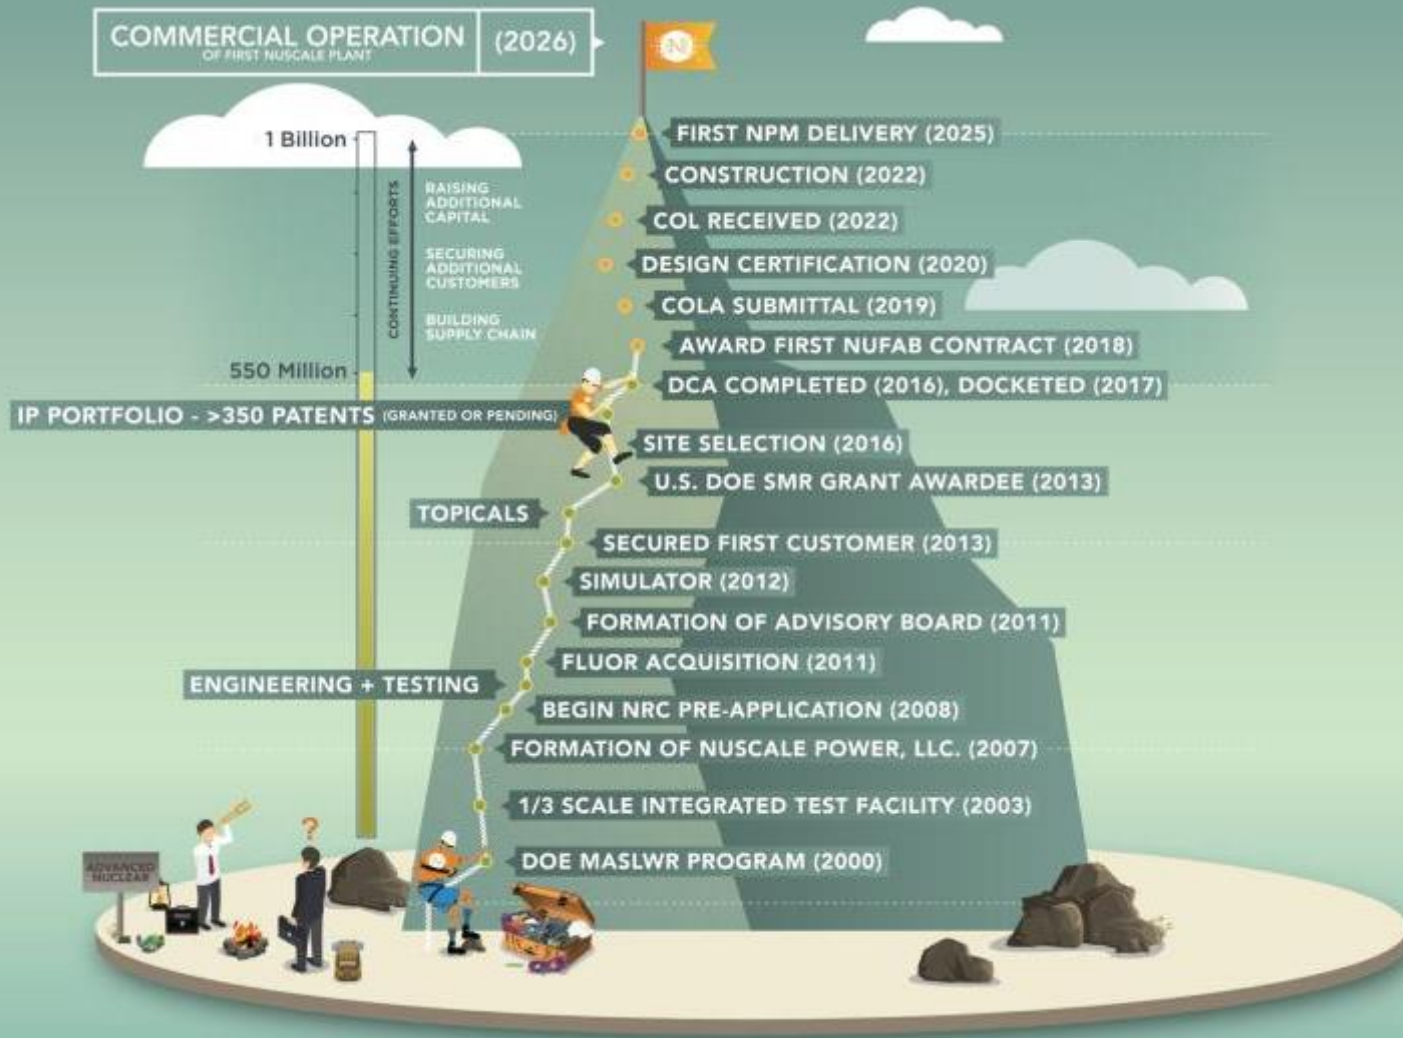 COMMERCIAL OPERATION
OF FIRST NUSCALE PLANT
(2026)
N
FIRST NPM DELIVERY (2025)
1 Billion
CONSTRUCTION (2022)
RAISING
ADDITIONAL
CAPITAL
COL RECEIVED (2022)
CONTINUING EFFORTS
SECURING
ADDITIONAL
CUSTOMERS
DESIGN CERTIFICATION (2020)
COLA SUBMITTAL (2019)
BUILDING
SUPPLY CHAIN
AWARD FIRST NUFAB CONTRACT (2018)
550 Million
DCA COMPLETED (2016), DOCKETED (2017)
IP PORTFOLIO - >350 PATENTS (GRANTED OR PENDING)
SITE SELECTION (2016)
U.S. DOE SMR GRANT AWARDEE (2013)
TOPICALS
SECURED FIRST CUSTOMER (2013)
SIMULATOR (2012)
FORMATION OF ADVISORY BOARD (2011)
FLUOR ACQUISITION (2011)
ENGINEERING + TESTING
BEGIN NRC PRE-APPLICATION (2008)
FORMATION OF NUSCALE POWER, LLC. (2007)
1/3 SCALE INTEGRATED TEST FACILITY (2003)
?
DOE MASLWR PROGRAM (2000)
ADVANCED
NUCLEAR